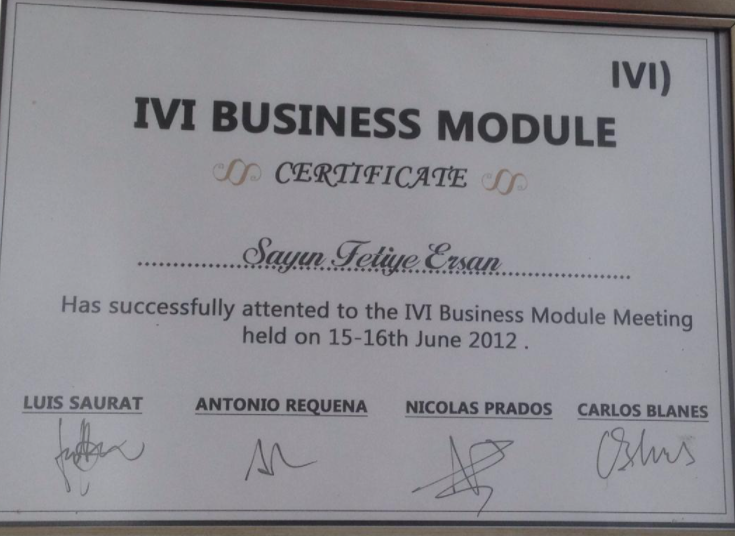 IVI)
IVI BUSINESS MODULE
CERTIFICATE
Sayın Fetiye Ersan
Has successfully attented to the IVI Business Module Meeting
held on 15-16th June 2012 .
LUIS SAURAT ANTONIO REQUENA NICOLAS PRADOS CARLOS BLANES